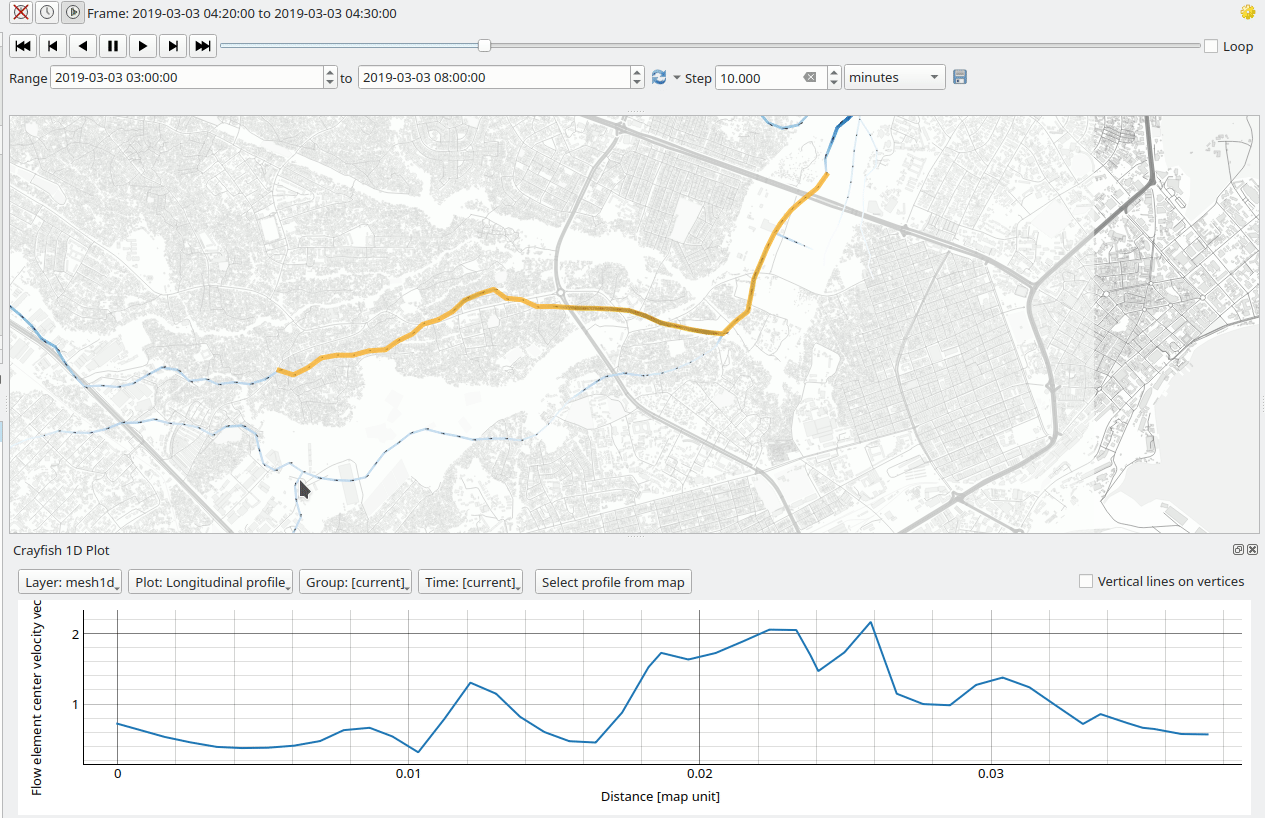 Frame: 2019-03-03 04:20:00 to 2019-03-03 04:30:00
Loop
Range 2019-03-03 03:00:00 to 2019-03-03 08:00:00 Step 10.000 minutes
Crayfish 1D Plot
Layer: mesh1d Plot: Longitudinal profile Group: [current] Time: [current] Select profile from map Vertical lines on vertices
Flow element center velocity vec
2
1
0 0.01 0.02 0.03
Distance [map unit]